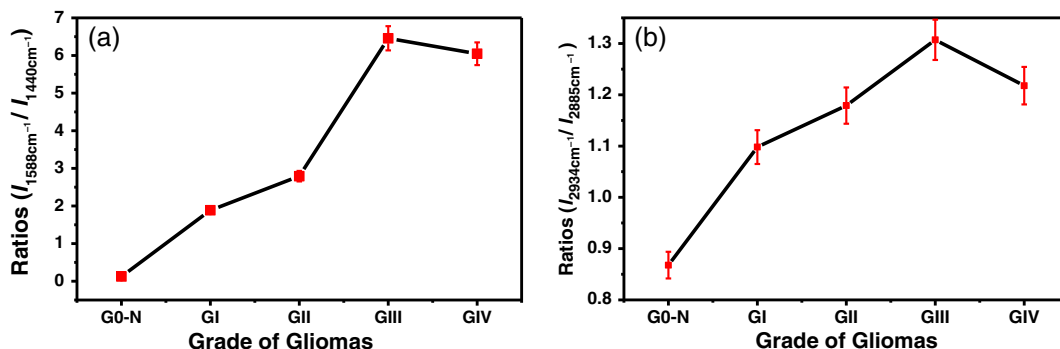 (a)
Ratios (I1588cm−1/ I1440cm−1)
7
6
5
4
3
2
1
0
G0-N GI GII GIII GIV
Grade of Gliomas
(b)
Ratios (I2934cm−1/ I2885cm−1)
1.3
1.2
1.1
1.0
0.9
0.8
G0-N GI GII GIII GIV
Grade of Gliomas